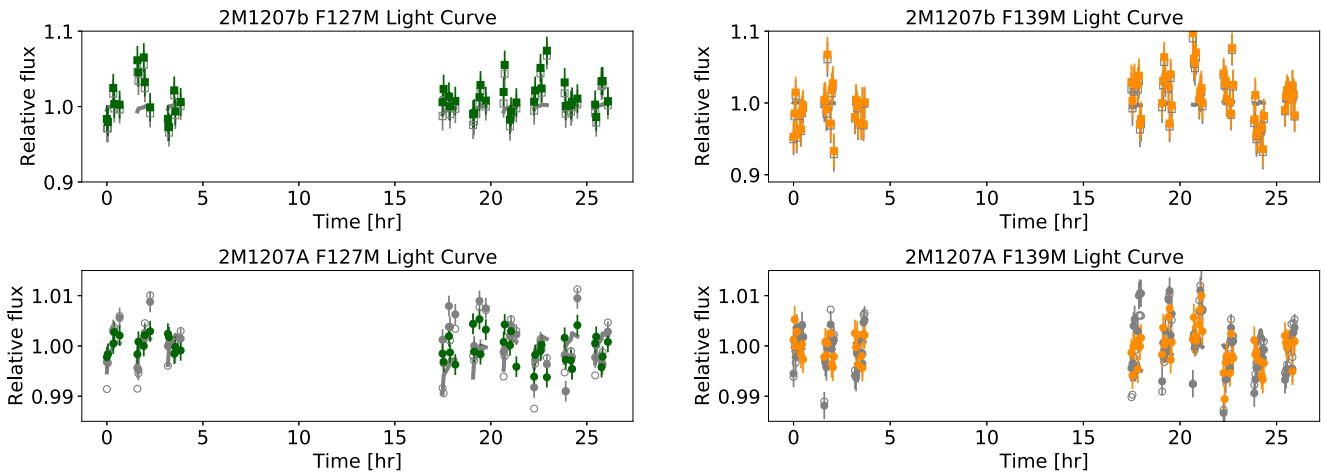 2M1207b F127M Light Curve
1.1
1.0
0.9
Relative flux
0 5 10 15 20 25
Time [hr]
2M1207b F139M Light Curve
1.1
1.0
0.9
Relative flux
0 5 10 15 20 25
Time [hr]
2M1207A F127M Light Curve
1.01
1.00
0.99
Relative flux
0 5 10 15 20 25
Time [hr]
2M1207A F139M Light Curve
1.01
1.00
0.99
Relative flux
0 5 10 15 20 25
Time [hr]